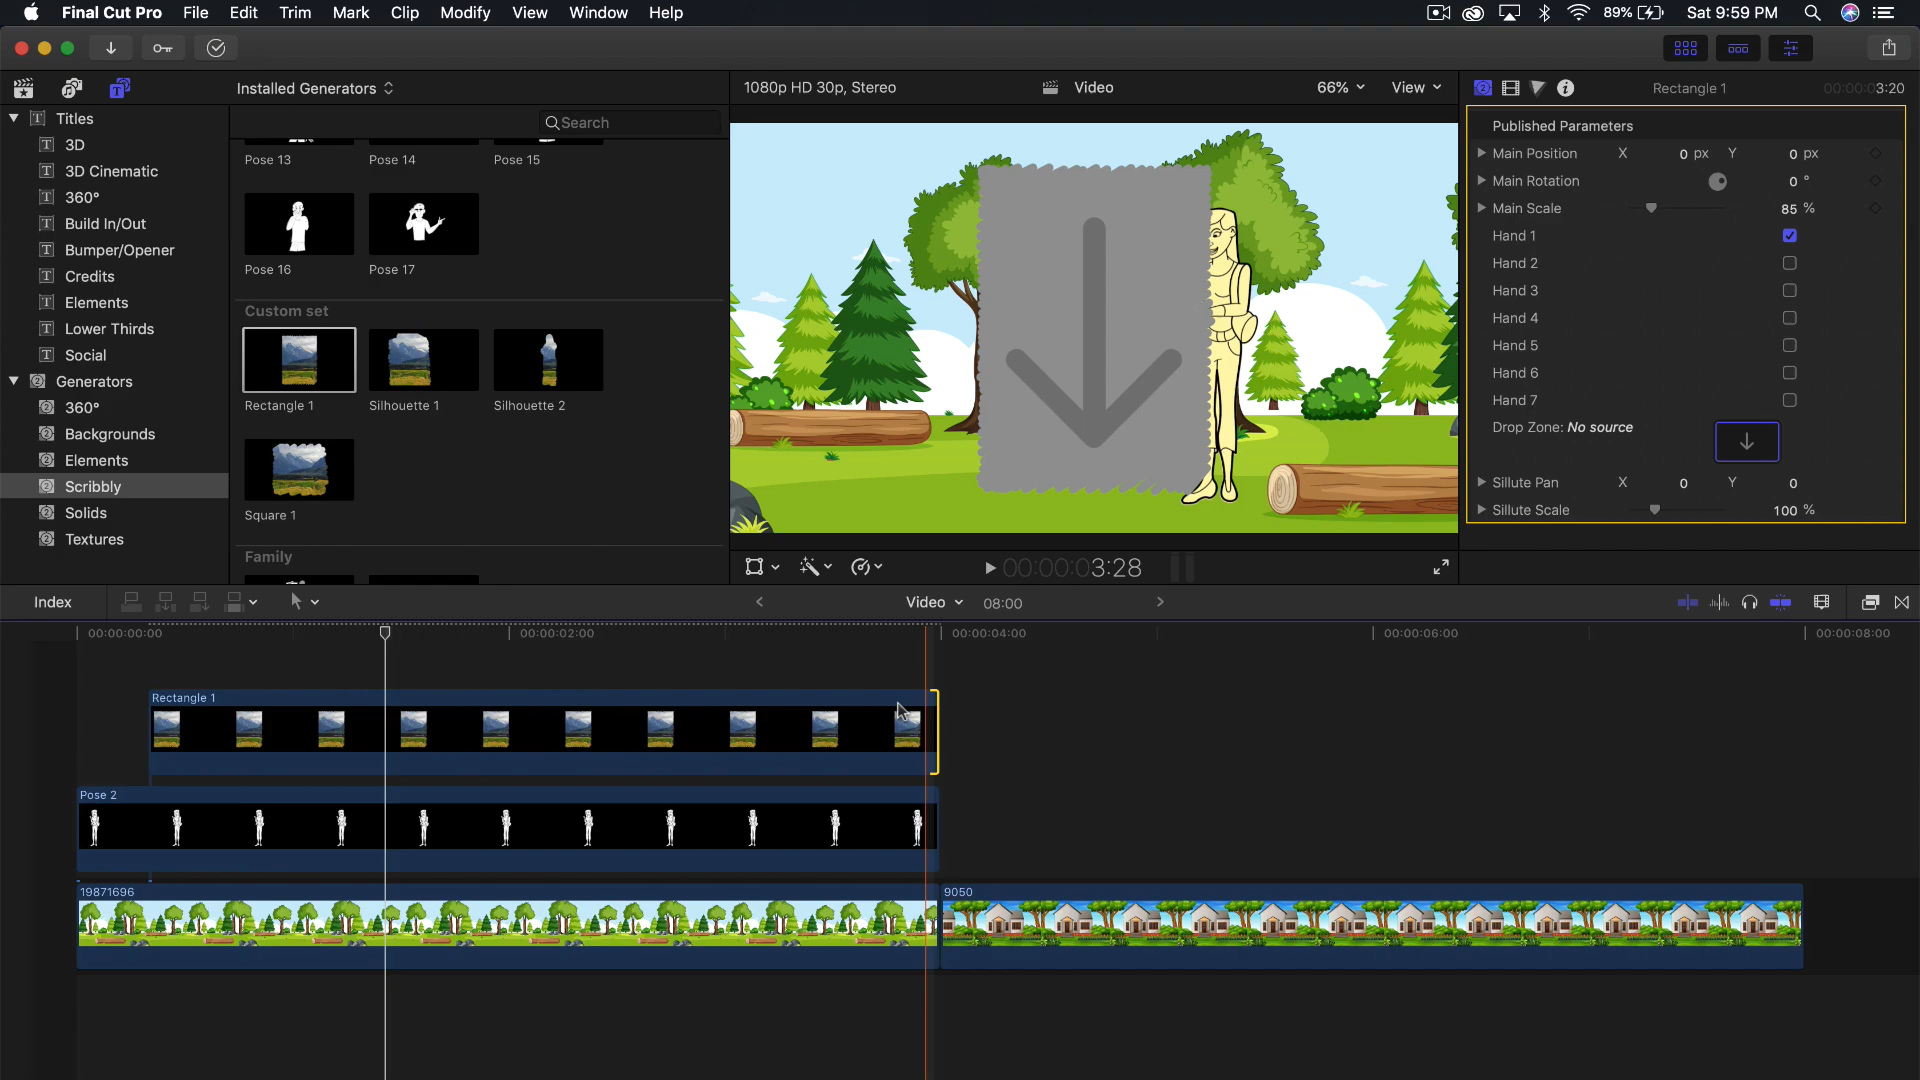 Final Cut Pro File Edit Trim Mark Clip Modify View Window Help 89% Sat 9:59 PM
Installed Generators 1080p HD 30p, Stereo Video 66% View Rectangle 1 00:00:03:20
Titles
3D
3D Cinematic
360°
Build In/Out
Bumper/Opener
Credits
Elements
Lower Thirds
Social
Generators
360°
Backgrounds
Elements
Scribbly
Solids
Textures
Search
Pose 13 Pose 14 Pose 15
Pose 16 Pose 17
Custom set
Rectangle 1 Silhouette 1 Silhouette 2
Square 1
Family
Published Parameters
Main Position X 0 px Y 0 px
Main Rotation 0 °
Main Scale 85 %
Hand 1
Hand 2
Hand 3
Hand 4
Hand 5
Hand 6
Hand 7
Drop Zone: No source
Sillute Pan X 0 Y 0
Sillute Scale 100 %
00:00:03:28
Index Video 08:00
00:00:00:00 00:00:02:00 00:00:04:00 00:00:06:00 00:00:08:00
Rectangle 1
Pose 2
19871696 9050